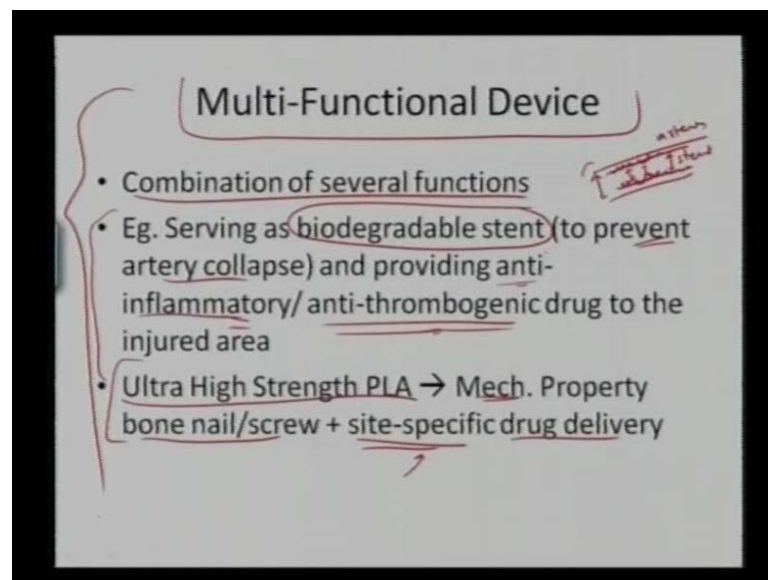 Multi-Functional Device
• Combination of several functions
• Eg. Serving as biodegradable stent (to prevent
artery collapse) and providing anti-
inflammatory/ anti-thrombogenic drug to the
injured area
• Ultra High Strength PLA → Mech. Property
bone nail/screw + site-specific drug delivery
stent